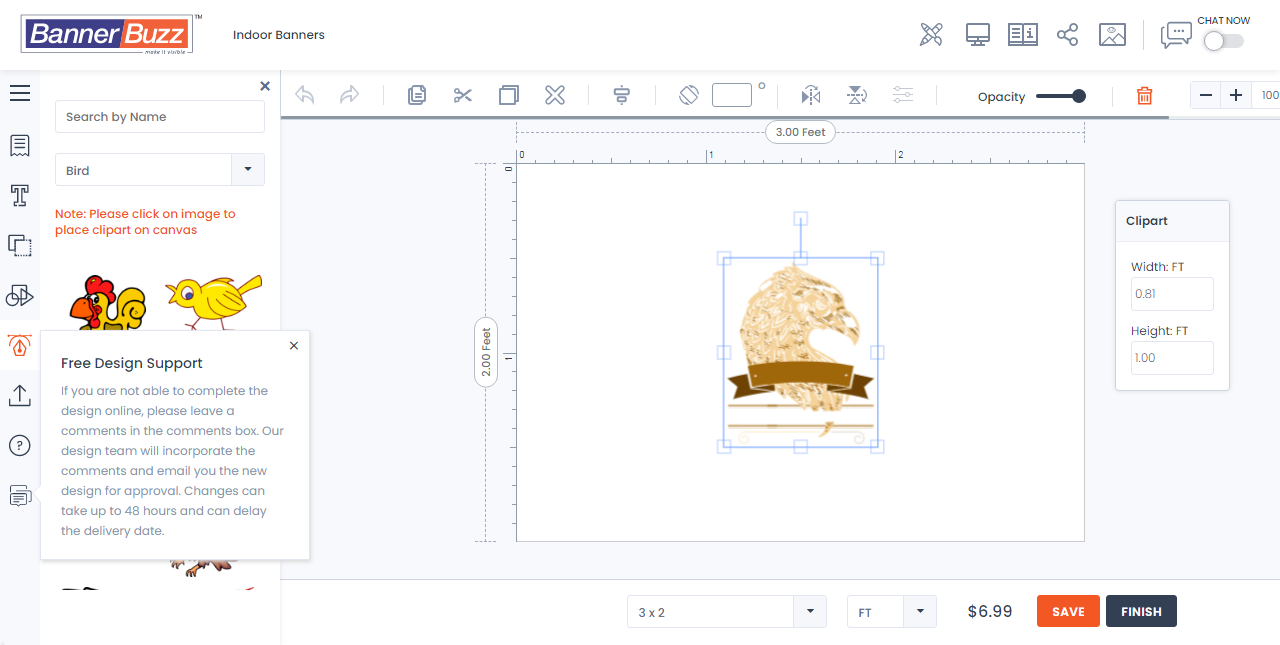 BannerBuzz™
make it visible
Indoor Banners
CHAT NOW
Opacity
100
Search by Name
Bird
Note: Please click on image to
place clipart on canvas
3.00 Feet
0
1
2
0
1
2.00 Feet
Clipart
Width: FT
0.81
Height: FT
1.00
Free Design Support
If you are not able to complete the
design online, please leave a
comments in the comments box. Our
design team will incorporate the
comments and email you the new
design for approval. Changes can
take up to 48 hours and can delay
the delivery date.
3 x 2
FT
$6.99
SAVE
FINISH